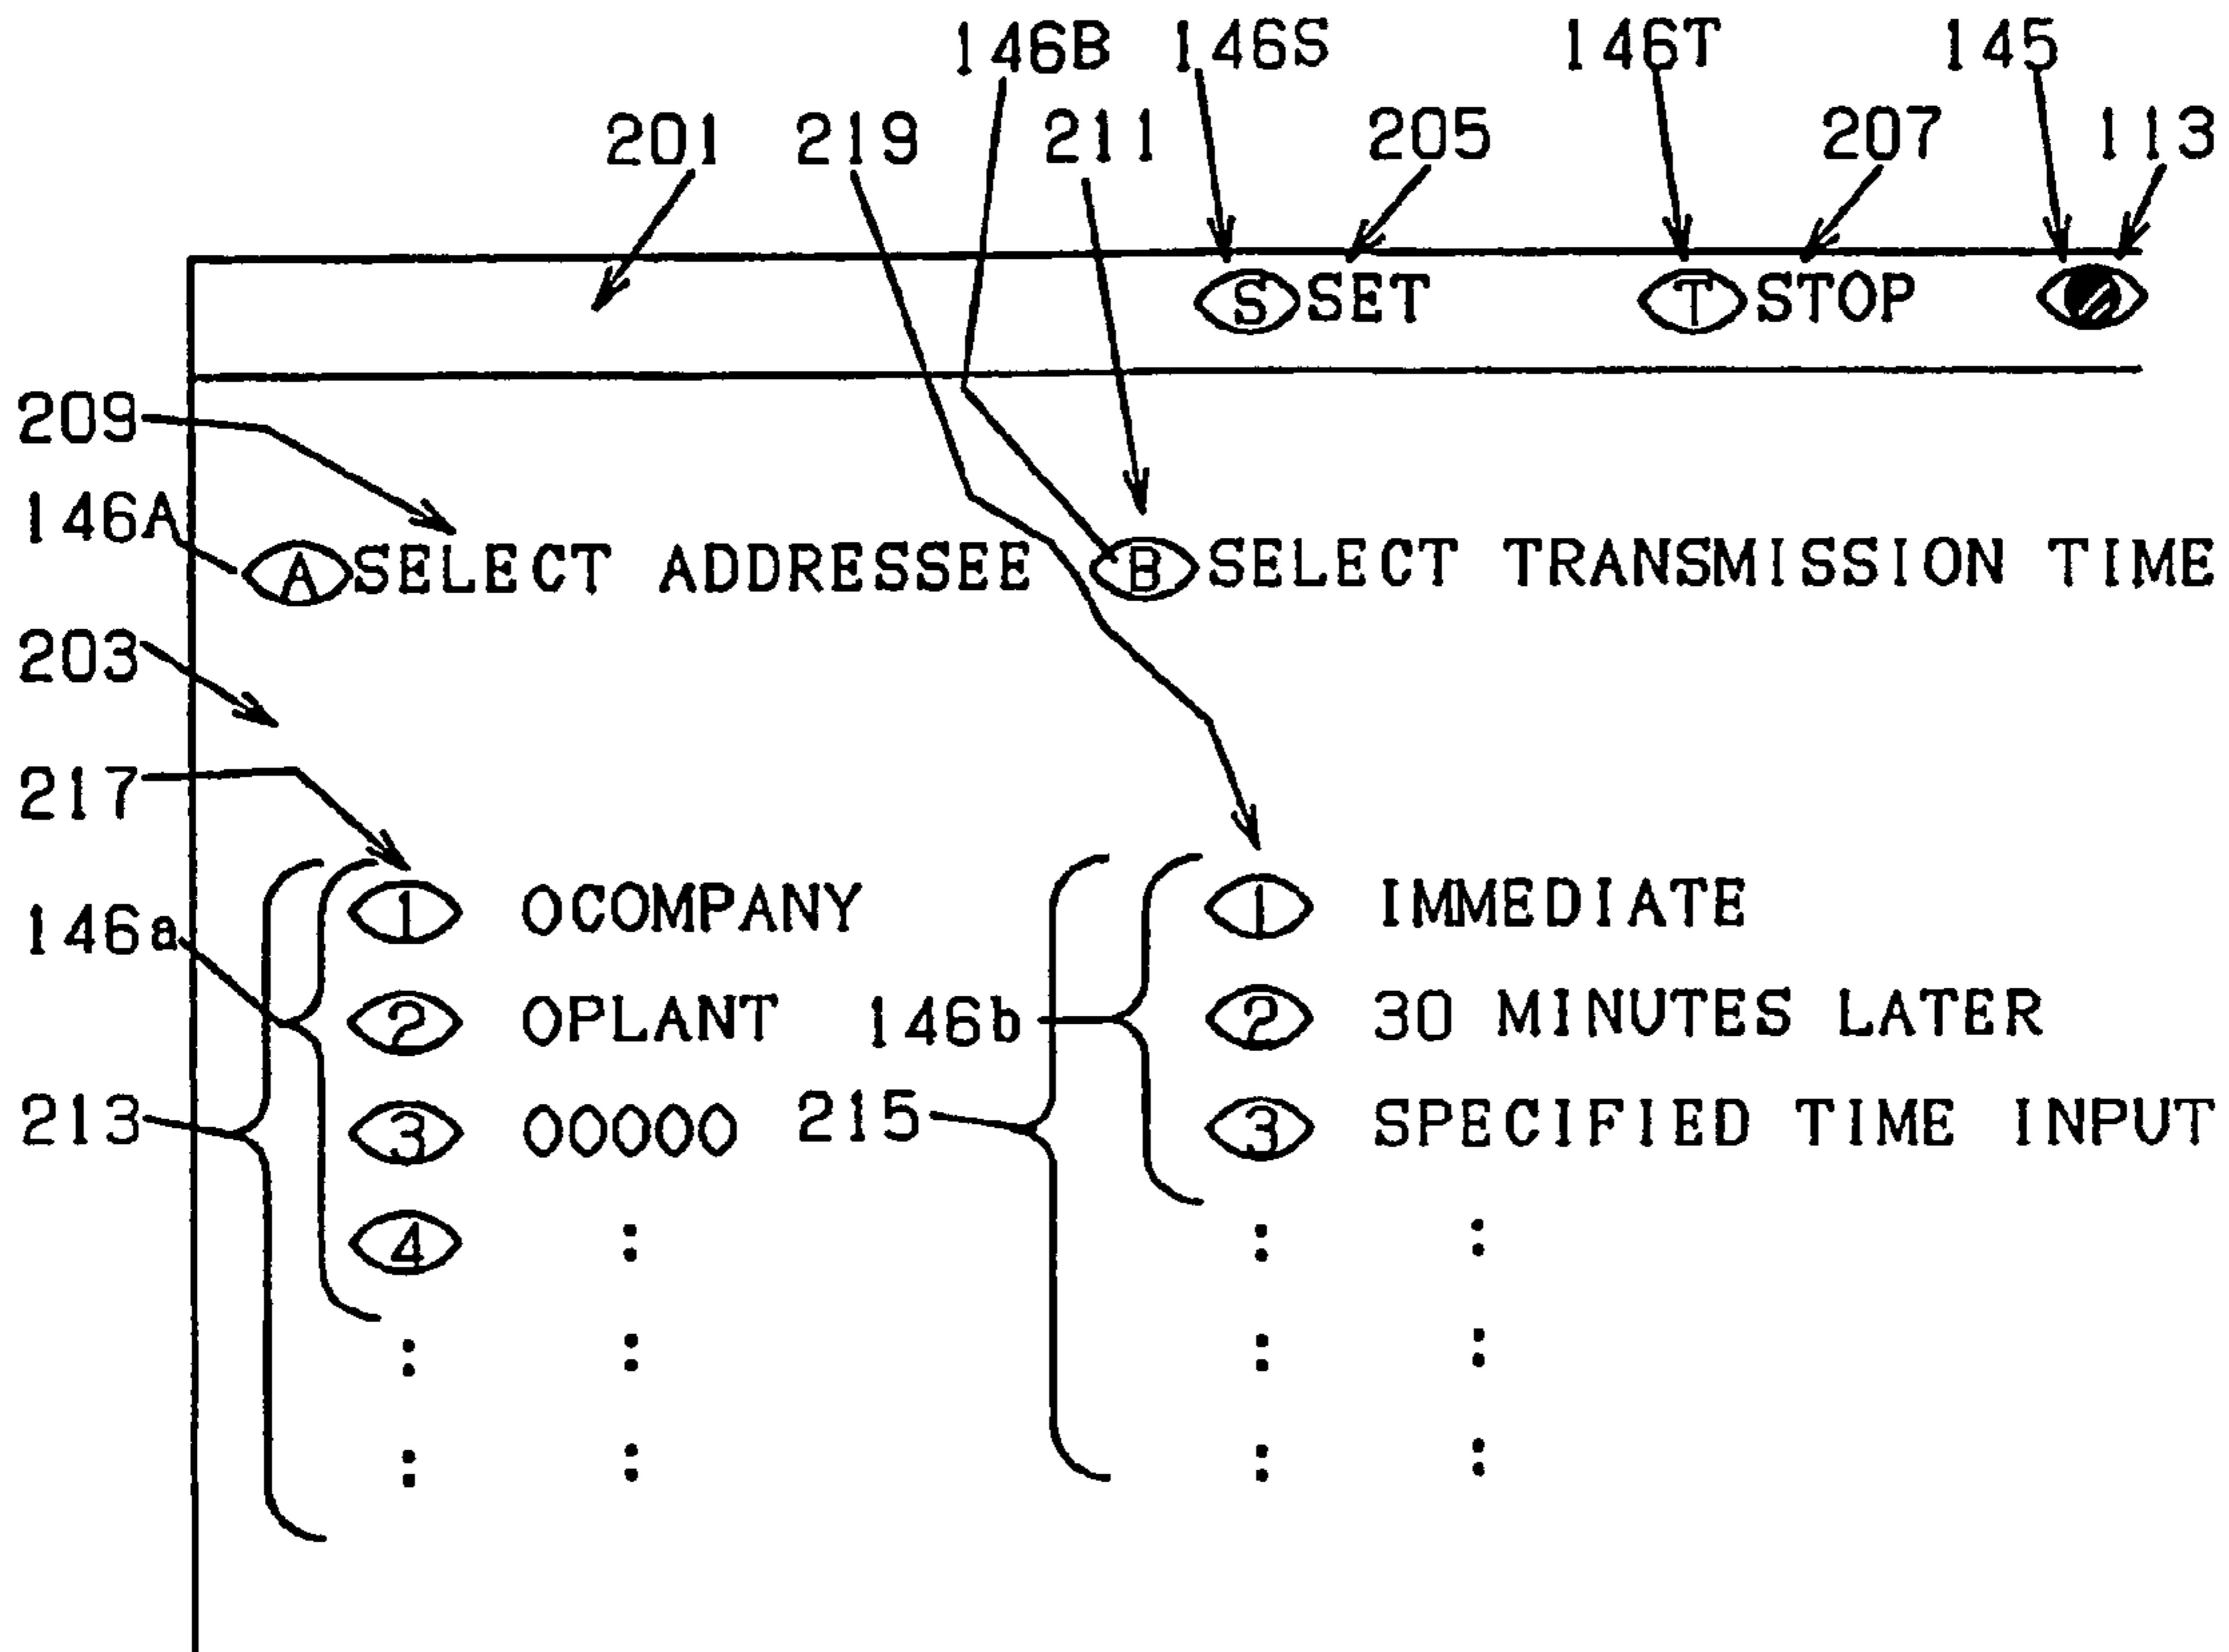 146B 146S 146T 145
201 219 211 205 207 113
S SET T STOP
209
146A
A SELECT ADDRESSEE B SELECT TRANSMISSION TIME
203
217
1 OCOMPANY 1 IMMEDIATE
146a
2 OPLANT 146b 2 30 MINUTES LATER
213 3 OOOOO 215 3 SPECIFIED TIME INPUT
4